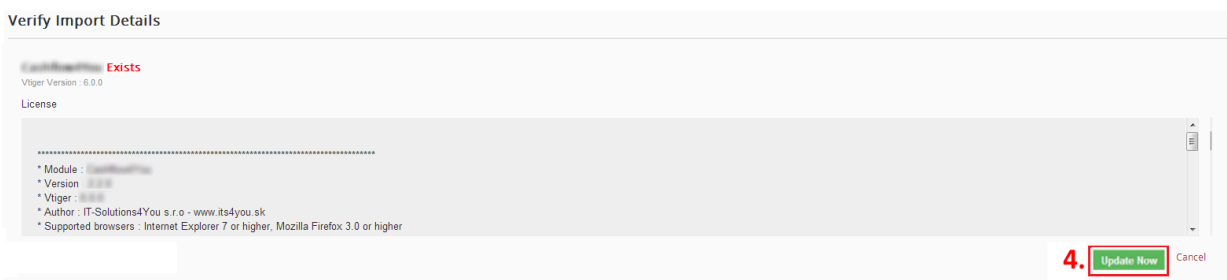 Verify Import Details
Exists
Vtiger Version : 6.0.0
License
************************************************************************************
* Module :
* Version
* Vtiger :
* Author : IT-Solutions4You s.r.o - www.its4you.sk
* Supported browsers : Internet Explorer 7 or higher, Mozilla Firefox 3.0 or higher
4. Update Now Cancel